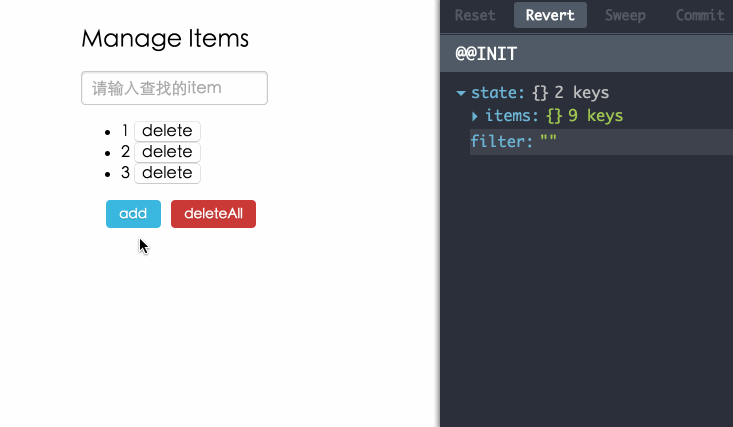 Manage Items
请输入查找的item
1 delete
2 delete
3 delete
add deleteAll
Reset Revert Sweep Commit
@@INIT
state: {} 2 keys
items: {} 9 keys
filter: ""